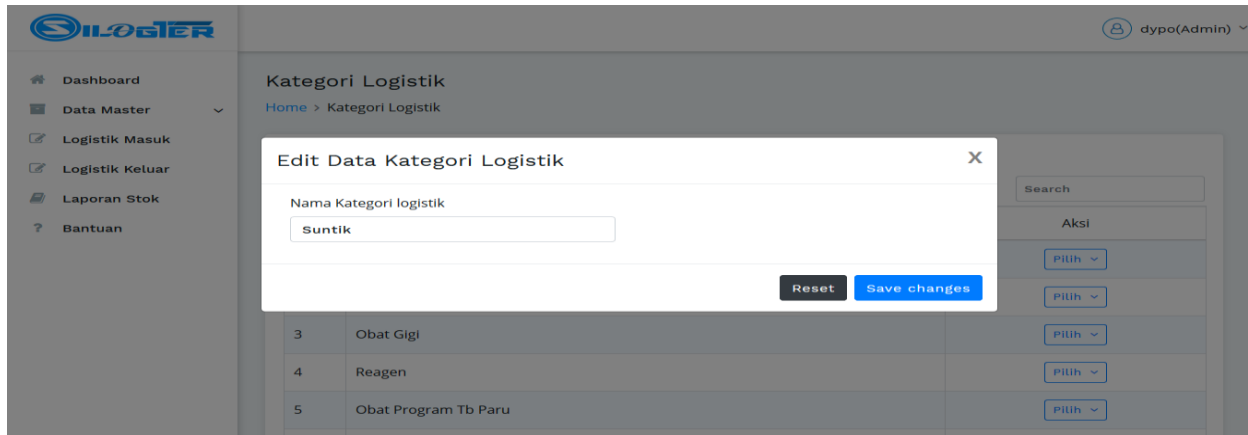 SILOGTER
dypo(Admin)
Dashboard
Data Master
Logistik Masuk
Logistik Keluar
Laporan Stok
? Bantuan
Kategori Logistik
Home > Kategori Logistik
Edit Data Kategori Logistik X
Nama Kategori logistik
Suntik
Reset Save changes
Search
Aksi
Pilih
Pilih
3 Obat Gigi Pilih
4 Reagen Pilih
5 Obat Program Tb Paru Pilih